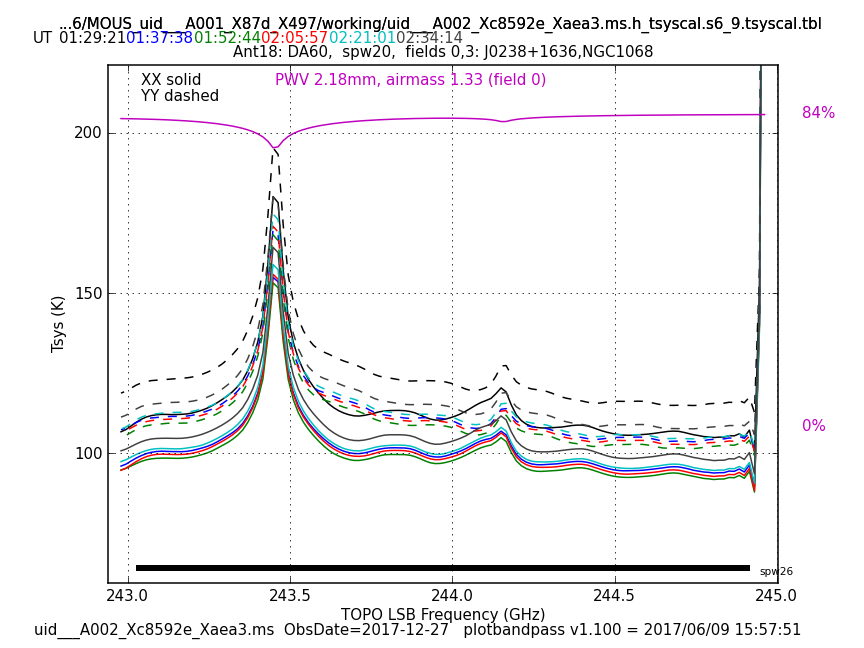 ...6/MOUS_uid___A001_X87d_X497/working/uid___A002_Xc8592e_Xaea3.ms.h_tsyscal.s6_9.tsyscal.tbl
UT 01:29:21 01:37:38 01:52:44 02:05:57 02:21:01 02:34:14
Ant18: DA60, spw20, fields 0,3: J0238+1636,NGC1068
XX solid
YY dashed
PWV 2.18mm, airmass 1.33 (field 0)
84%
0%
200
150
100
Tsys (K)
spw26
243.0 243.5 244.0 244.5 245.0
TOPO LSB Frequency (GHz)
uid___A002_Xc8592e_Xaea3.ms ObsDate=2017-12-27 plotbandpass v1.100 = 2017/06/09 15:57:51